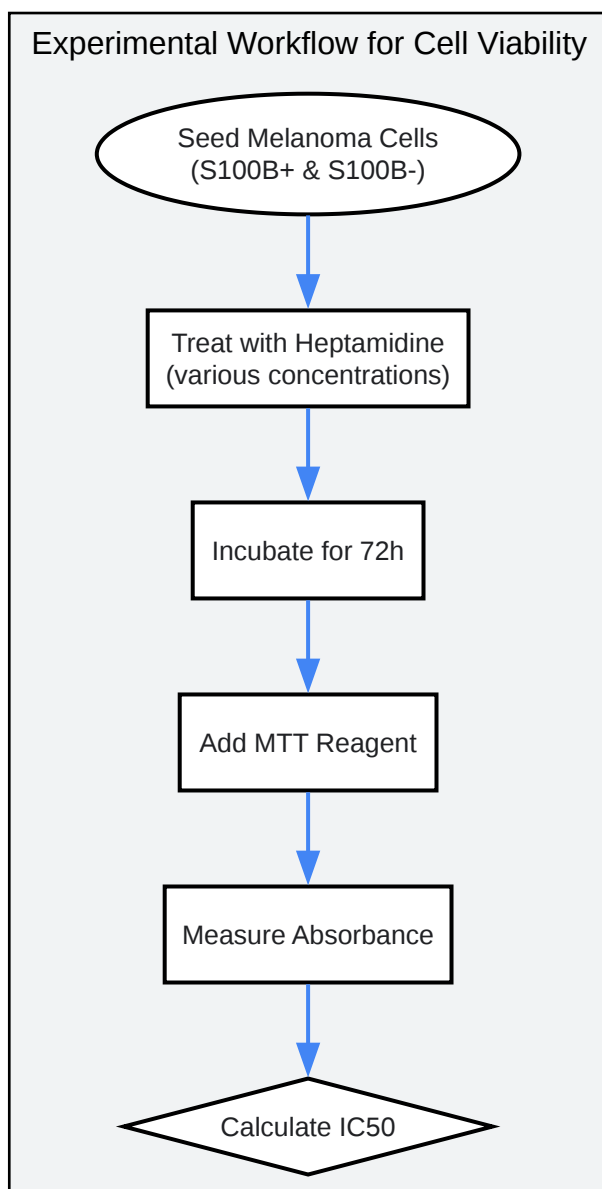 Experimental Workflow for Cell Viability
Seed Melanoma Cells
(S100B+ & S100B-)
Treat with Heptamidine
(various concentrations)
Incubate for 72h
Add MTT Reagent
Measure Absorbance
Calculate IC50